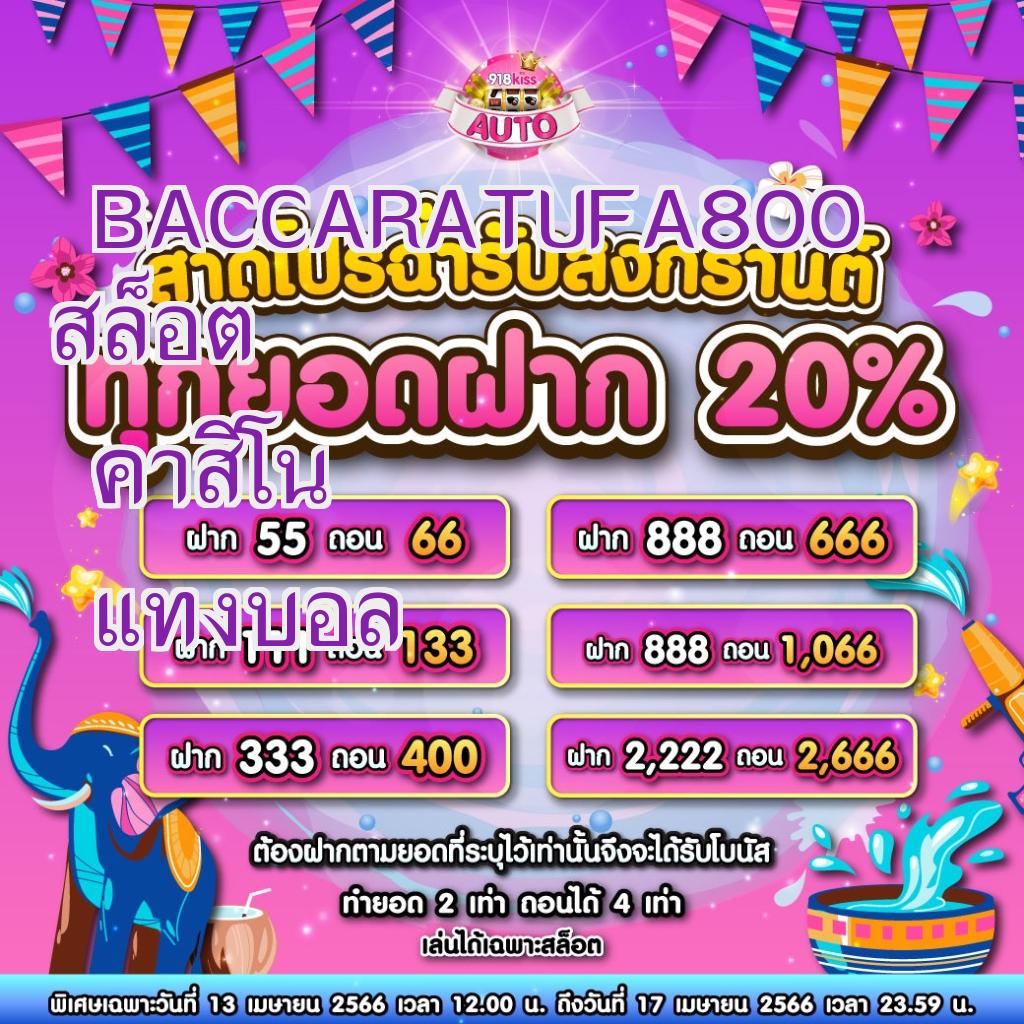 918kiss
AUTO
BACCARATUFA800
สาดโปรฉ่ำรับสงกรานต์
สล็อต
ทุกยอดฝาก 20%
คาสิโน
ฝาก 55 ถอน 66
ฝาก 888 ถอน 666
แทงบอล
ฝาก 111 ถอน 133
ฝาก 888 ถอน 1,066
ฝาก 333 ถอน 400
ฝาก 2,222 ถอน 2,666
ต้องฝากตามยอดที่ระบุไว้เท่านั้นจึงจะได้รับโบนัส
ทำยอด 2 เท่า ถอนได้ 4 เท่า
เล่นได้เฉพาะสล็อต
พิเศษเฉพาะวันที่ 13 เมษายน 2566 เวลา 12.00 น. ถึงวันที่ 17 เมษายน 2566 เวลา 23.59 น.